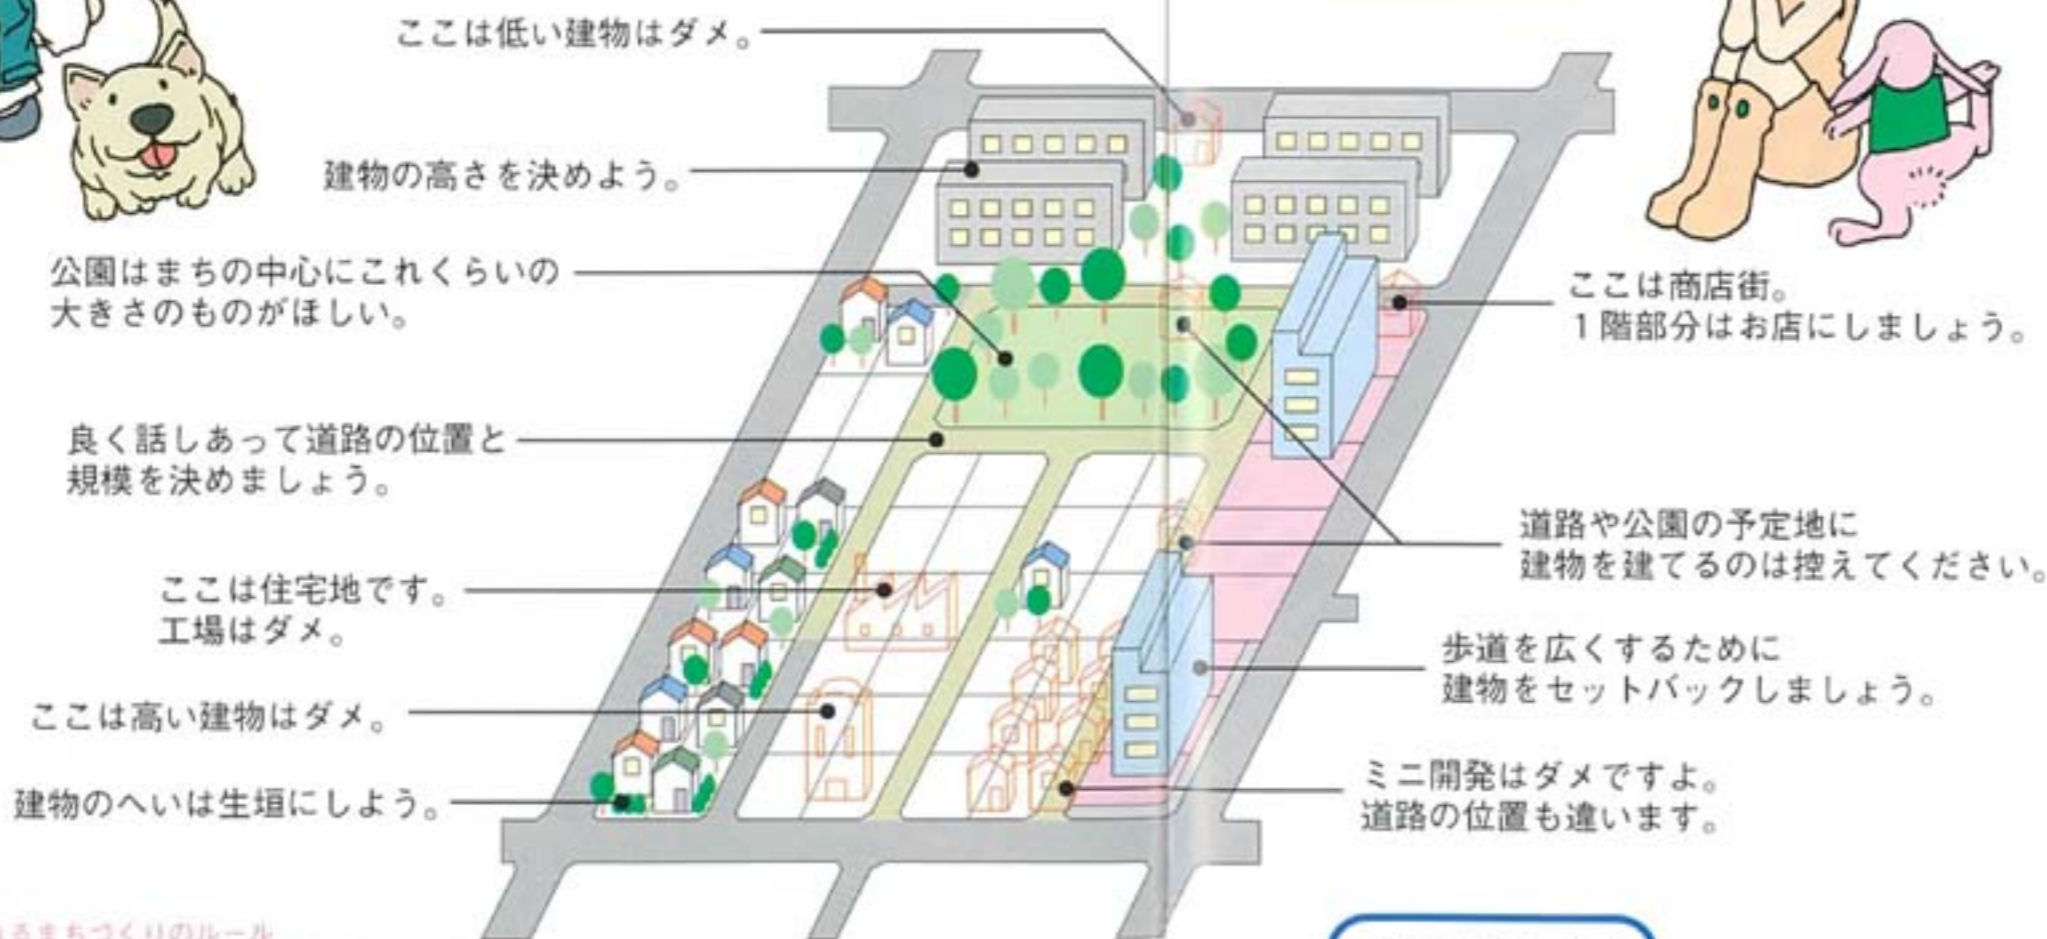 ここは低い建物はダメ。
建物の高さを決めよう。
公園はまちの中心にこれくらいの
大きさのものがほしい。
良く話しあって道路の位置と
規模を決めましょう。
ここは住宅地です。
工場はダメ。
ここは高い建物はダメ。
建物のへいは生垣にしよう。
ここは商店街。
1階部分はお店にしましょう。
道路や公園の予定地に
建物を建てるのは控えてください。
歩道を広くするために
建物をセットバックしましょう。
ミニ開発はダメですよ。
道路の位置も違います。
るまちづくりのルール